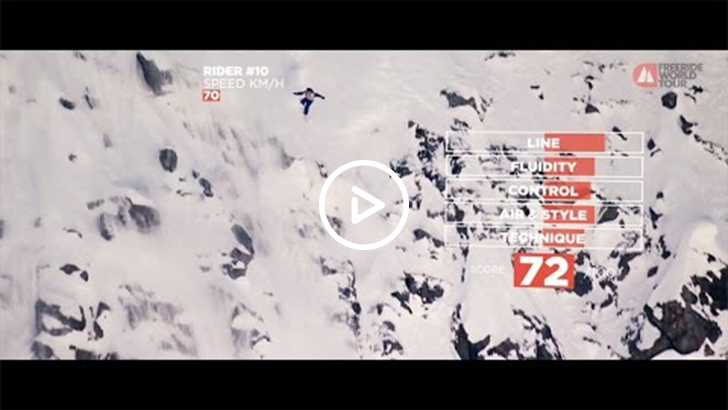 RIDER #10
SPEED KM/H
70
FREERIDE
WORLD
TOUR
LINE
FLUIDITY
CONTROL
AIR & STYLE
TECHNIQUE
SCORE 72